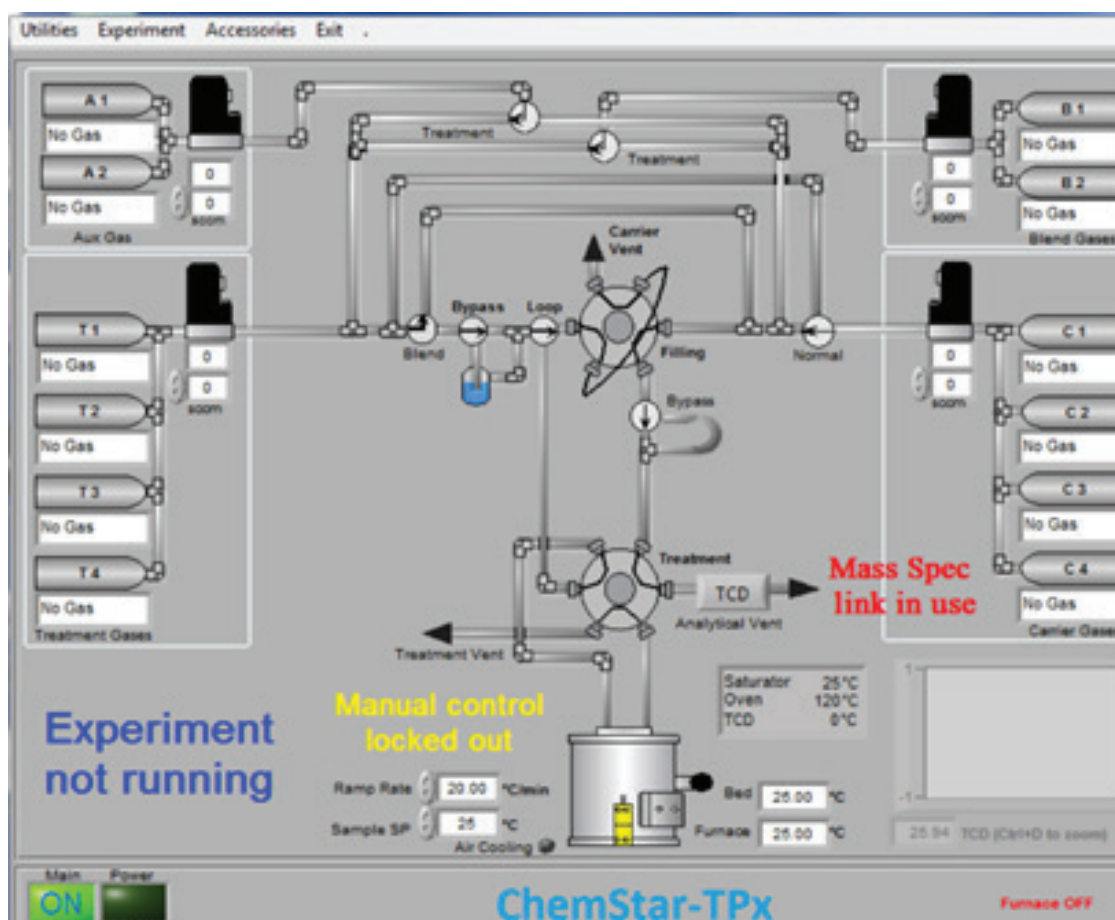 Utilities Experiment Accessories Exit .
A 1
No Gas
A 2
No Gas
0
0
sccm
Aux Gas
Treatment
Treatment
B 1
No Gas
B 2
No Gas
0
0
sccm
Blend Gases
Carrier
Vent
T 1
No Gas
T 2
No Gas
T 3
No Gas
T 4
No Gas
0
0
sccm
Treatment Gases
Blend
Bypass
Loop
Filling
Normal
Bypass
C 1
No Gas
C 2
No Gas
C 3
No Gas
C 4
No Gas
0
0
sccm
Carrier Gase
Treatment
TCD
Analytical Vent
Mass Spec
link in use
Treatment Vent
Saturator 25°C
Oven 120°C
TCD 0°C
Experiment
not running
Manual control
locked out
Ramp Rate 20.00 °C/min
Sample SP 25 °C
Air Cooling
Bed 25.00 °C
Furnace 25.00 °C
1
-1
25.94 TCD (Ctrl+D to zoom)
Main Power
ON
ChemStar-TPx
Furnace OFF